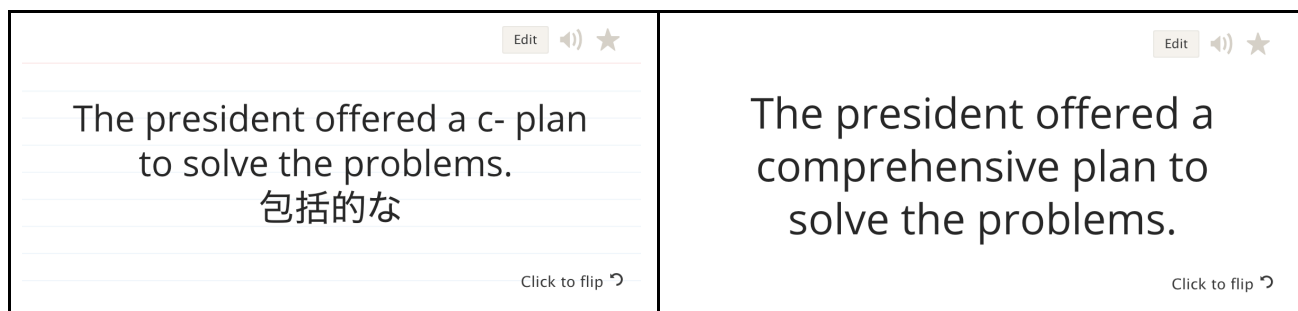 Edit
The president offered a c- plan
to solve the problems.
包括的な
Click to flip
Edit
The president offered a
comprehensive plan to
solve the problems.
Click to flip